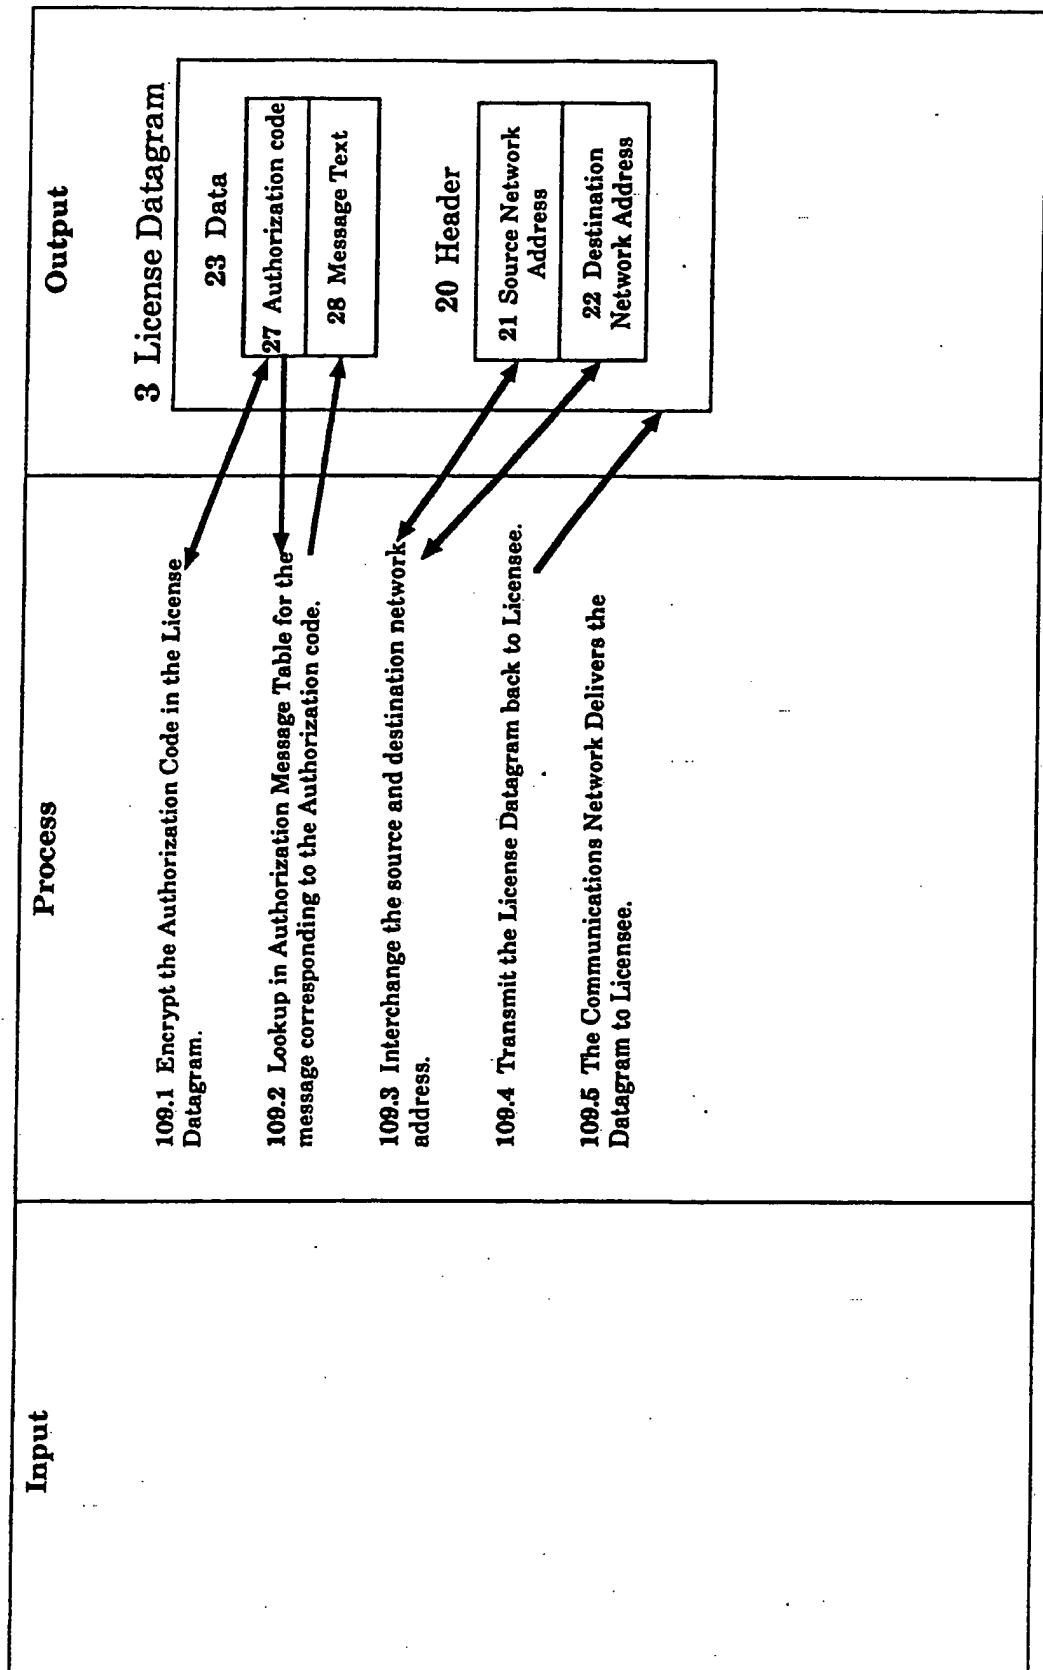 Input
Process
Output
109.1 Encrypt the Authorization Code in the License
Datagram.
109.2 Lookup in Authorization Message Table for the
message corresponding to the Authorization code.
109.3 Interchange the source and destination network
address.
109.4 Transmit the License Datagram back to Licensee.
109.5 The Communications Network Delivers the
Datagram to Licensee.
3 License Datagram
23 Data
27 Authorization code
28 Message Text
20 Header
21 Source Network
Address
22 Destination
Network Address